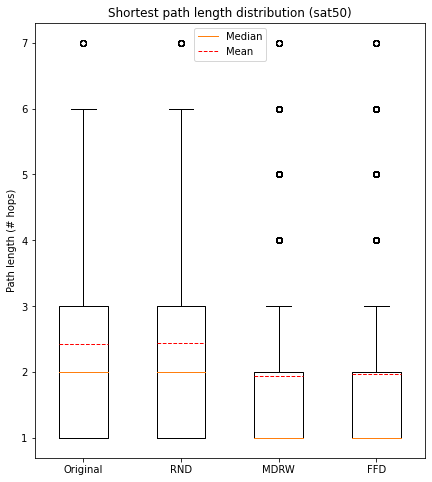 Shortest path length distribution (sat50)
Median
Mean
Path length (# hops)
7
6
5
4
3
2
1
Original RND MDRW FFD